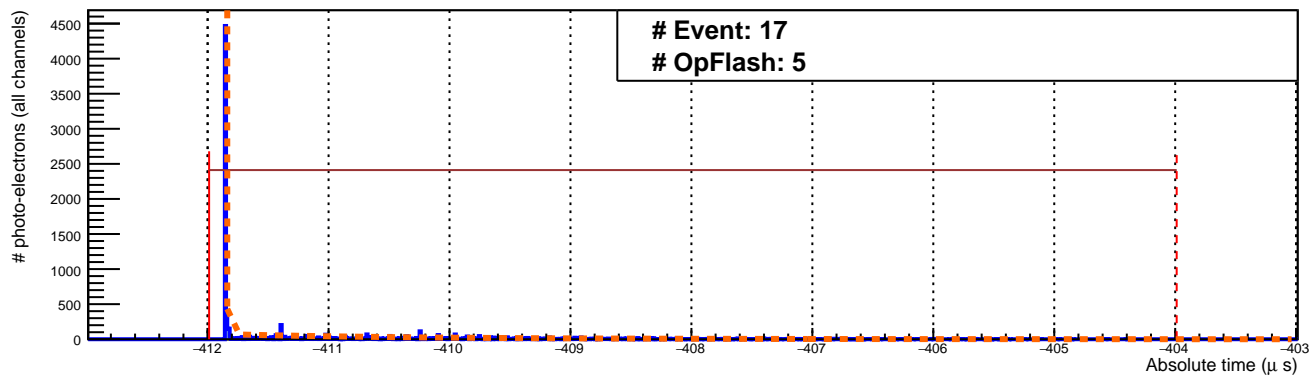 # Event: 17
# OpFlash: 5
# photo-electrons (all channels)
4500
4000
3500
3000
2500
2000
1500
1000
500
0
−412 −411 −410 −409 −408 −407 −406 −405 −404 −403
Absolute time (μ s)